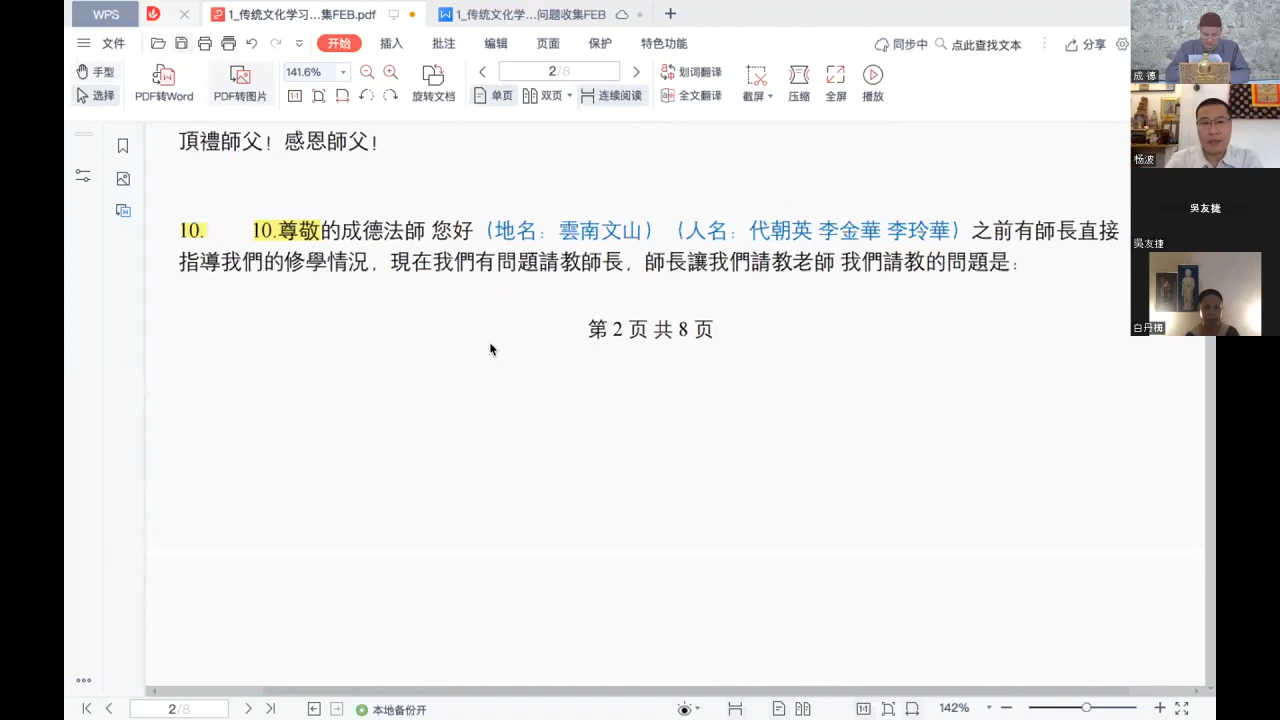 WPS
1_传统文化学习...集FEB.pdf
1_传统文化学...问题收集FEB
文件
开始
插入
批注
编辑
页面
保护
特色功能
同步中
点此查找文本
分享
手型
选择
PDF转Word
PDF转图片
141.6%
旋转文档
2/8
单页
双页
连续阅读
划词翻译
全文翻译
截屏
压缩
全屏
播放
頂禮師父！感恩師父！
10. 10.尊敬的成德法師 您好（地名：雲南文山）（人名：代朝英 李金華 李玲華）之前有師長直接
指導我們的修學情況，現在我們有問題請教師長，師長讓我們請教老師 我們請教的問題是：
第 2 页 共 8 页
成德
杨波
吳友捷
吳友捷
白丹梅
2/8
本地备份开
142%